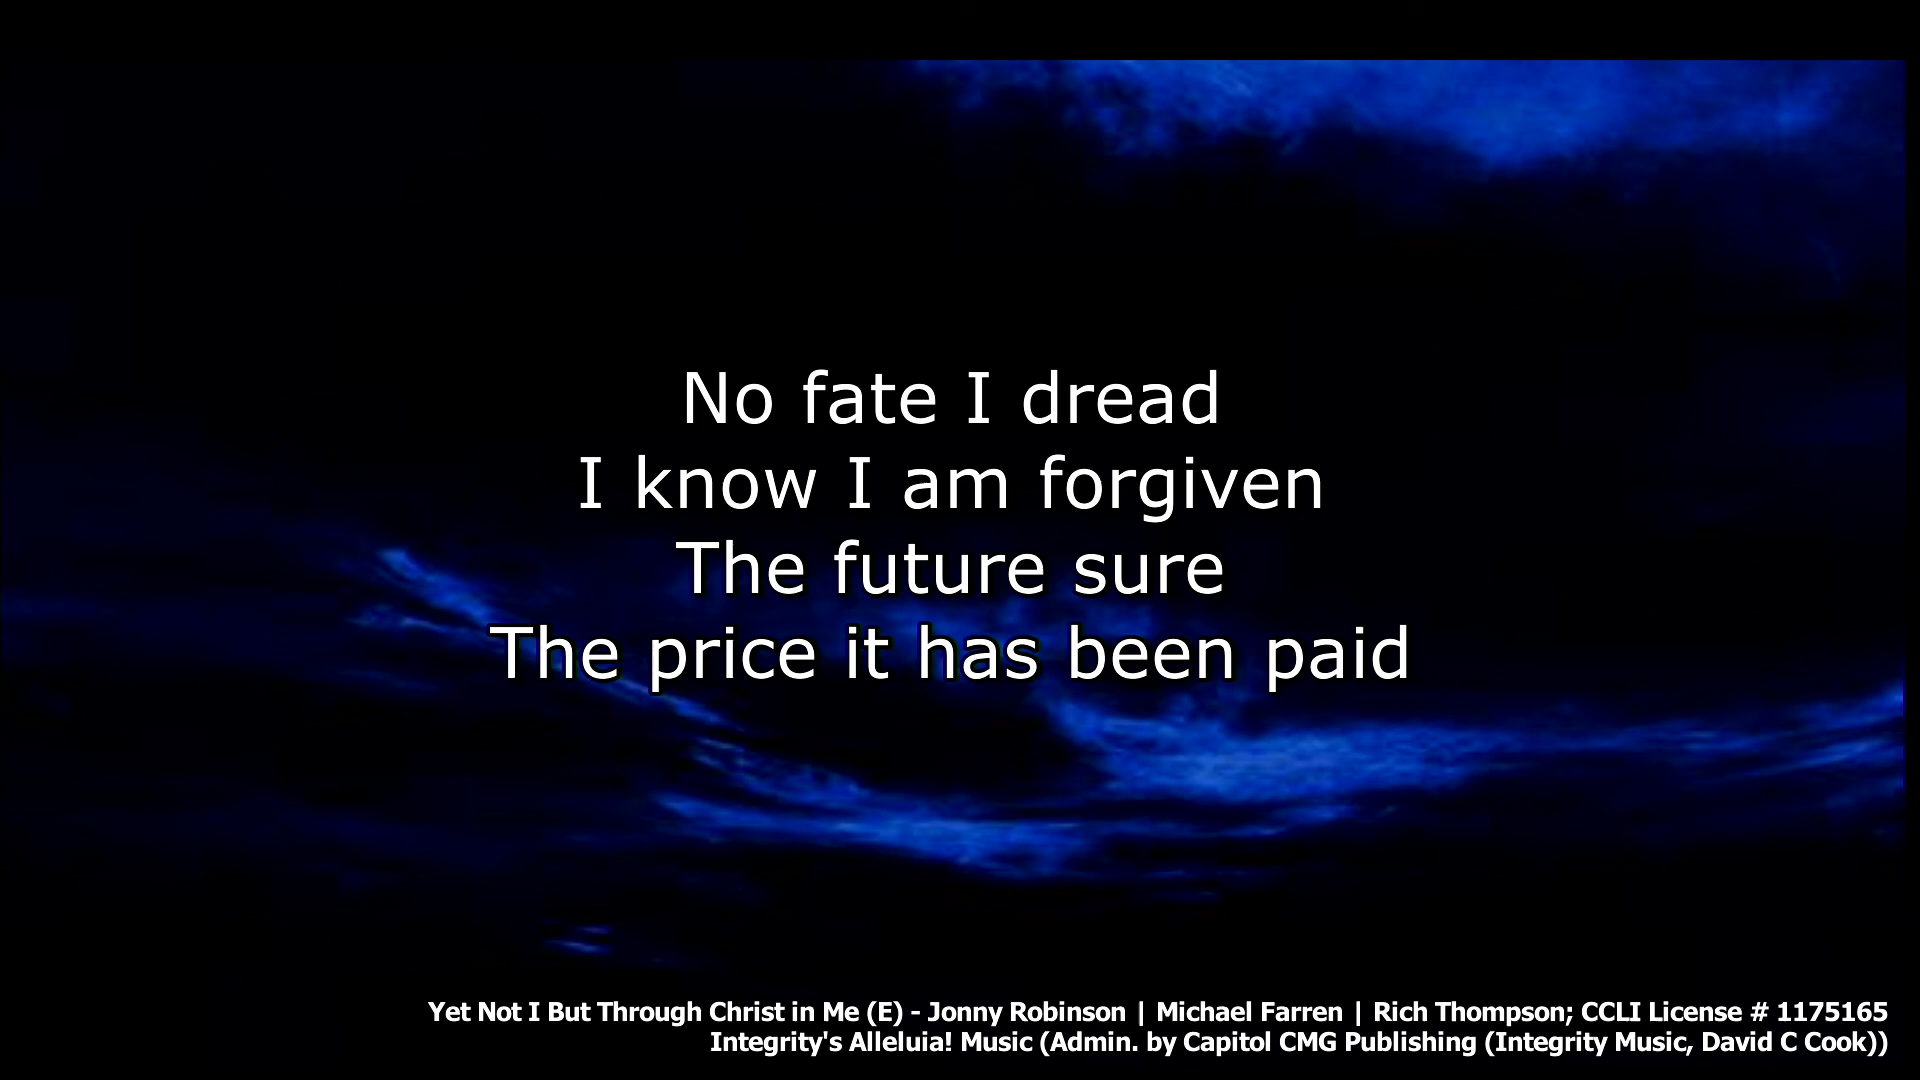 No fate I dread
I know I am forgiven
The future sure
The price it has been paid
Yet Not I But Through Christ in Me (E) - Jonny Robinson | Michael Farren | Rich Thompson; CCLI License # 1175165
Integrity's Alleluia! Music (Admin. by Capitol CMG Publishing (Integrity Music, David C Cook))